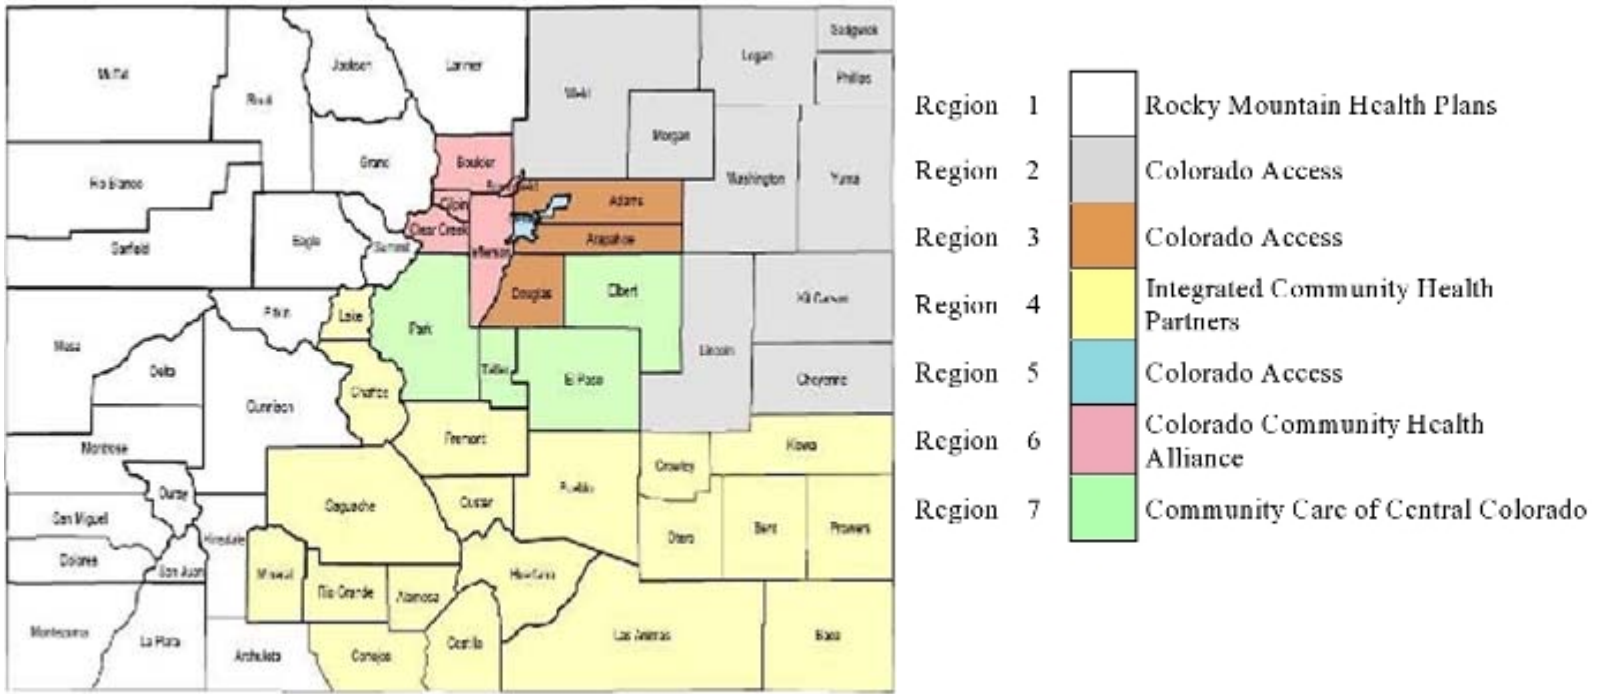 Sedgwick
Logan
Jackson
Larimer
Phillips
Moffat
Weld
Routt
Region 1 Rocky Mountain Health Plans
Morgan
Grand
Boulder
Region 2 Colorado Access
Rio Blanco
Washington
Yuma
Gilpin
Adams
Clear Creek
Region 3 Colorado Access
Eagle
Summit
Arapahoe
Garfield
Jefferson
Douglas
Elbert
Region 4 Integrated Community Health
Partners
Kit Carson
Lake
Park
Mesa
Lincoln
Delta
Teller
El Paso
Cheyenne
Region 5 Colorado Access
Chaffee
Gunnison
Region 6 Colorado Community Health
Alliance
Fremont
Montrose
Kiowa
Crowley
Ouray
Pueblo
Custer
Saguache
Region 7 Community Care of Central Colorado
San Miguel
Bent
Prowers
Hinsdale
Otero
Dolores
San Juan
Mineral
Huerfano
Rio Grande
Alamosa
Montezuma
La Plata
Costilla
Las Animas
Baca
Archuleta
Conejos